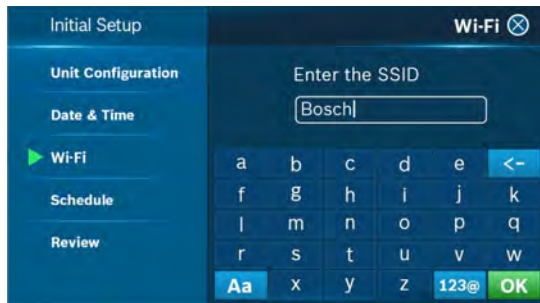 Initial Setup
Wi-Fi
Unit Configuration
Date & Time
Wi-Fi
Schedule
Review
Enter the SSID
Bosch
a b c d e <-
f g h i j k
l m n o p q
r s t u v w
Aa x y z 123@ OK